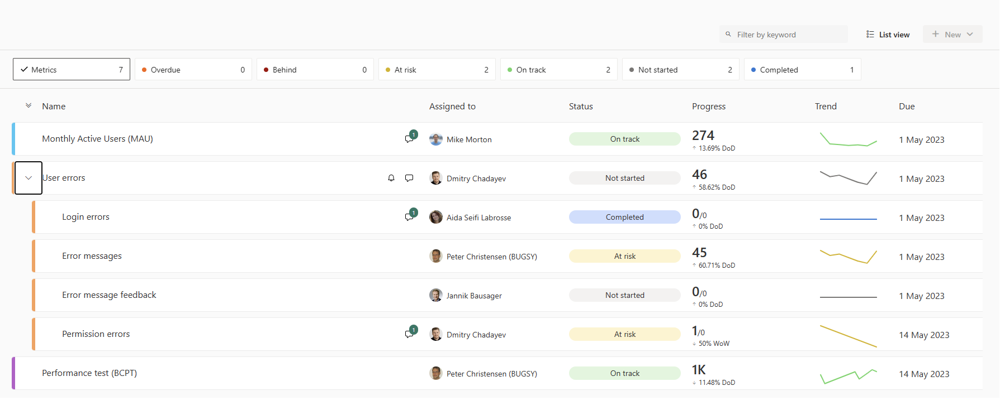 Filter by keyword
List view
New
Metrics 7
Overdue 0
Behind 0
At risk 2
On track 2
Not started 2
Completed 1
Name Assigned to Status Progress Trend Due
Monthly Active Users (MAU) 1 Mike Morton On track 274 1 May 2023
13.69% DoD
User errors Dmitry Chadayev Not started 46 1 May 2023
58.62% DoD
Login errors 1 Aida Seifi Labrosse Completed 0/0 1 May 2023
0% DoD
Error messages Peter Christensen (BUGSY) At risk 45 1 May 2023
60.71% DoD
Error message feedback Jannik Bausager Not started 0/0 1 May 2023
0% DoD
Permission errors 1 Dmitry Chadayev At risk 1/0 14 May 2023
50% WoW
Performance test (BCPT) Peter Christensen (BUGSY) On track 1K 14 May 2023
11.48% DoD